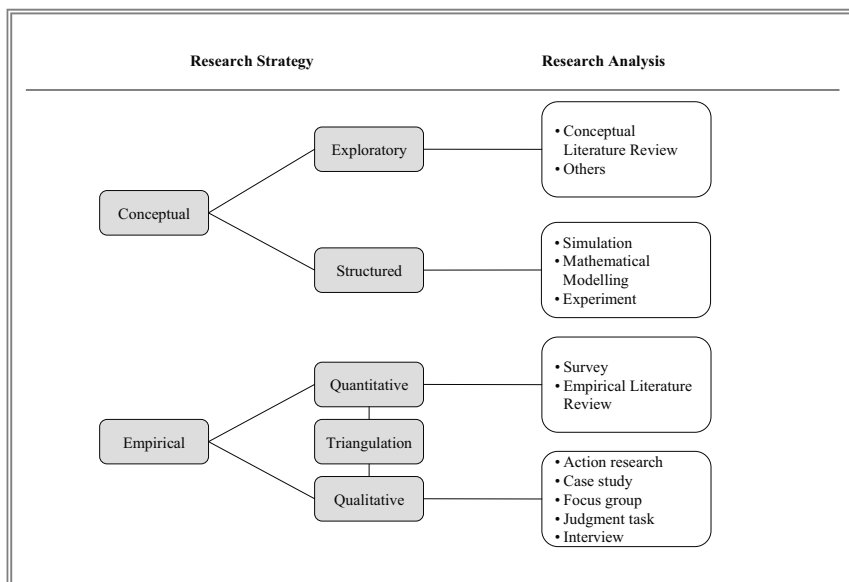 Research Strategy
Research Analysis
Conceptual
Exploratory
• Conceptual
Literature Review
• Others
Structured
• Simulation
• Mathematical
Modelling
• Experiment
Empirical
Quantitative
• Survey
• Empirical Literature
Review
Triangulation
Qualitative
• Action research
• Case study
• Focus group
• Judgment task
• Interview